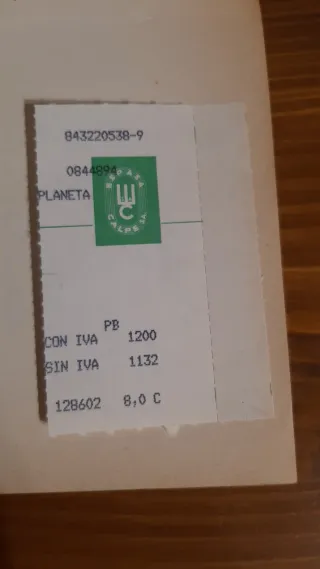 843220538-9
0844894
PLANETA
ESPASA
CALPE S.A.
PB
CON IVA 1200
SIN IVA 1132
128602 8,0 C